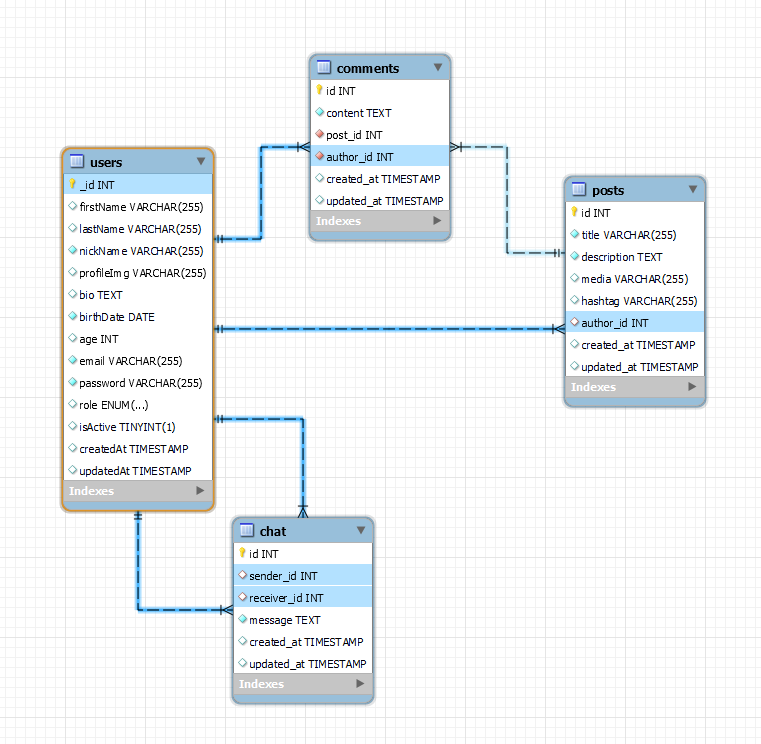 comments
id INT
content TEXT
post_id INT
author_id INT
created_at TIMESTAMP
updated_at TIMESTAMP
Indexes
users
_id INT
firstName VARCHAR(255)
lastName VARCHAR(255)
nickName VARCHAR(255)
profileImg VARCHAR(255)
bio TEXT
birthDate DATE
age INT
email VARCHAR(255)
password VARCHAR(255)
role ENUM(...)
isActive TINYINT(1)
createdAt TIMESTAMP
updatedAt TIMESTAMP
Indexes
posts
id INT
title VARCHAR(255)
description TEXT
media VARCHAR(255)
hashtag VARCHAR(255)
author_id INT
created_at TIMESTAMP
updated_at TIMESTAMP
Indexes
chat
id INT
sender_id INT
receiver_id INT
message TEXT
created_at TIMESTAMP
updated_at TIMESTAMP
Indexes